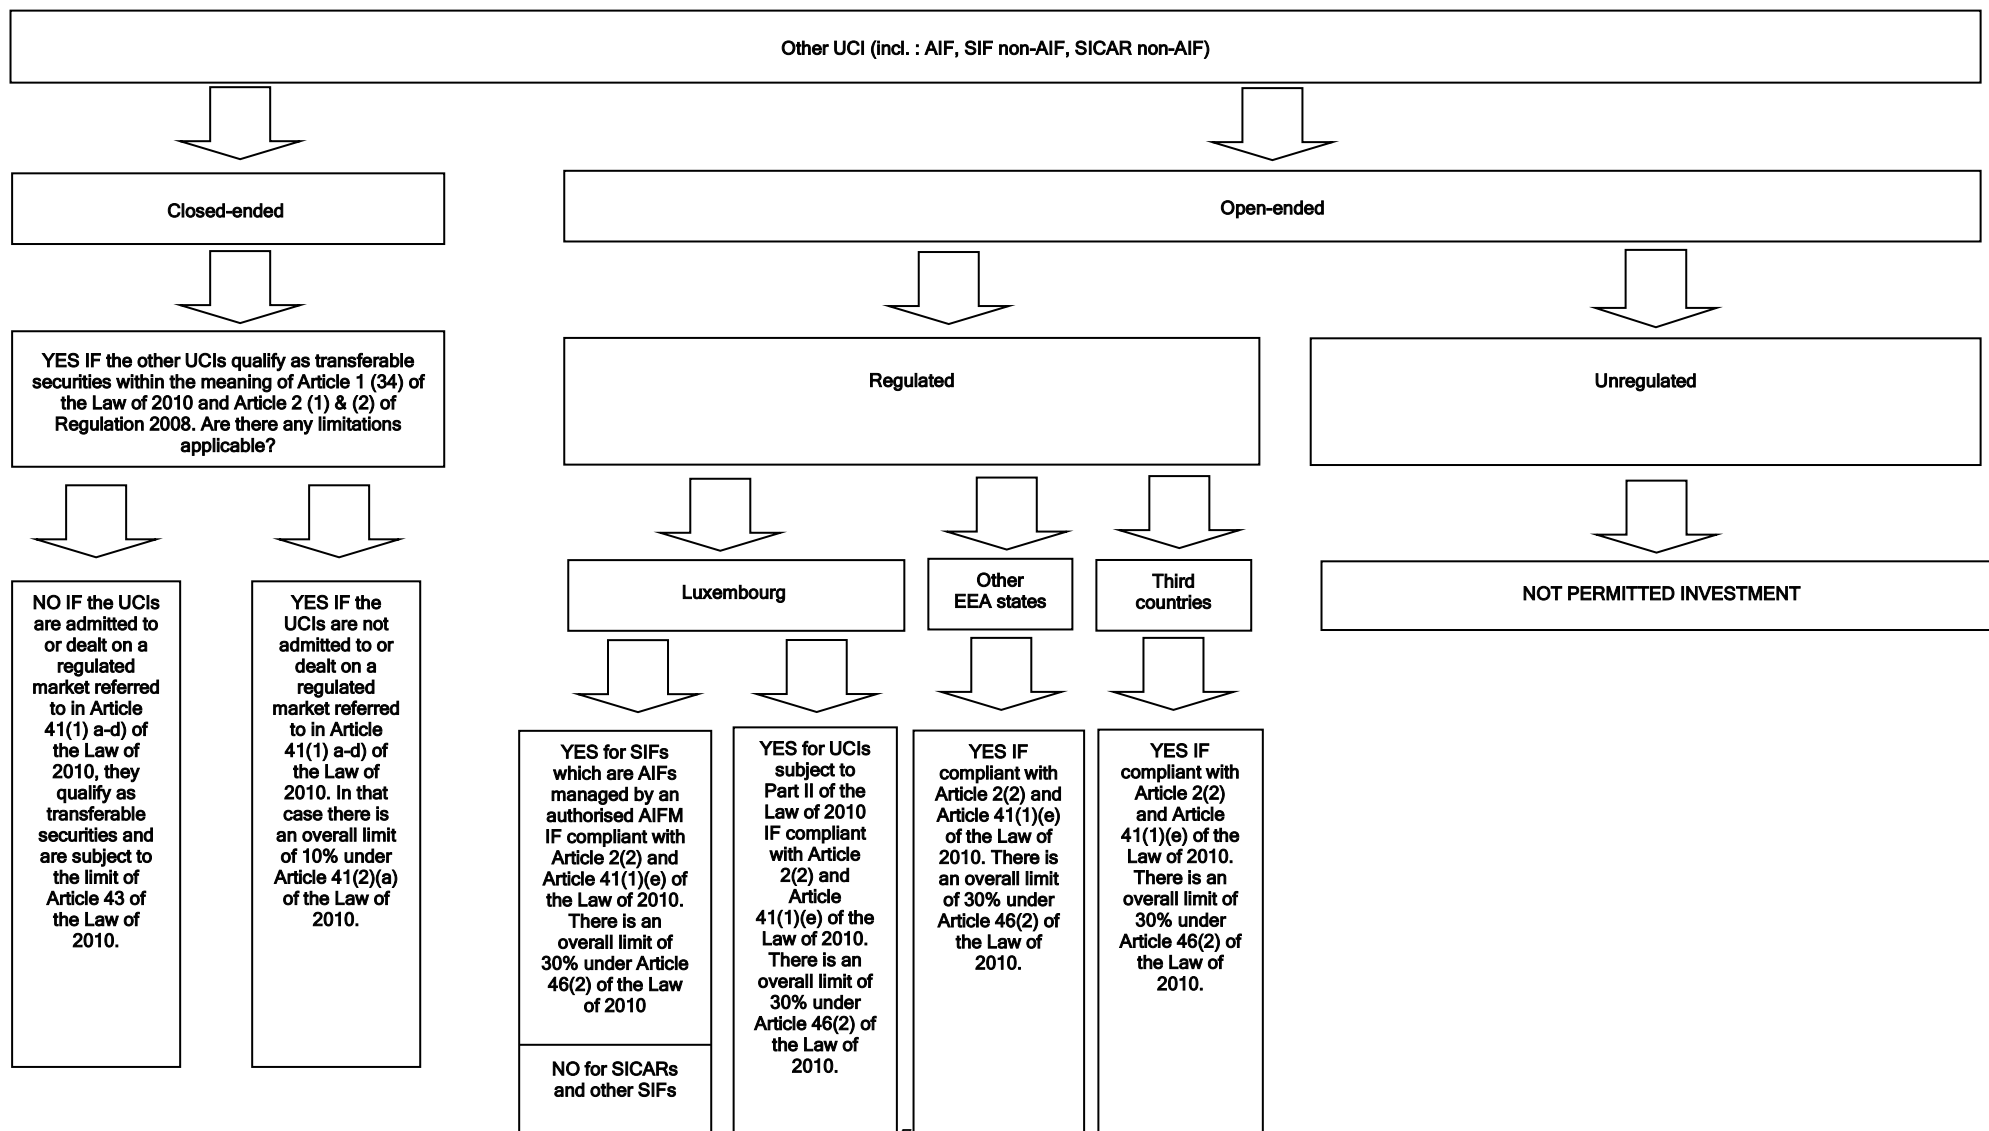 Other UCI (incl. : AIF, SIF non-AIF, SICAR non-AIF)
Closed-ended
Open-ended
YES IF the other UCIs qualify as transferable
securities within the meaning of Article 1 (34) of
the Law of 2010 and Article 2 (1) & (2) of
Regulation 2008. Are there any limitations
applicable?
Regulated
Unregulated
Luxembourg
Other
EEA states
Third
countries
NOT PERMITTED INVESTMENT
NO IF the UCIs
are admitted to
or dealt on a
regulated
market referred
to in Article
41(1) a-d) of
the Law of
2010, they
qualify as
transferable
securities and
are subject to
the limit of
Article 43 of
the Law of
2010.
YES IF the
UCIs are not
admitted to or
dealt on a
regulated
market referred
to in Article
41(1) a-d) of
the Law of
2010. In that
case there is
an overall limit
of 10% under
Article 41(2)(a)
of the Law of
2010.
YES for SIFs
which are AIFs
managed by an
authorised AIFM
IF compliant with
Article 2(2) and
Article 41(1)(e) of
the Law of 2010.
There is an
overall limit of
30% under Article
46(2) of the Law
of 2010
NO for SICARs
and other SIFs
YES for UCIs
subject to
Part II of the
Law of 2010
IF compliant
with Article
2(2) and
Article
41(1)(e) of the
Law of 2010.
There is an
overall limit of
30% under
Article 46(2) of
the Law of
2010.
YES IF
compliant with
Article 2(2) and
Article 41(1)(e)
of the Law of
2010. There is
an overall limit
of 30% under
Article 46(2) of
the Law of
2010.
YES IF
compliant with
Article 2(2)
and Article
41(1)(e) of the
Law of 2010.
There is an
overall limit of
30% under
Article 46(2) of
the Law of
2010.